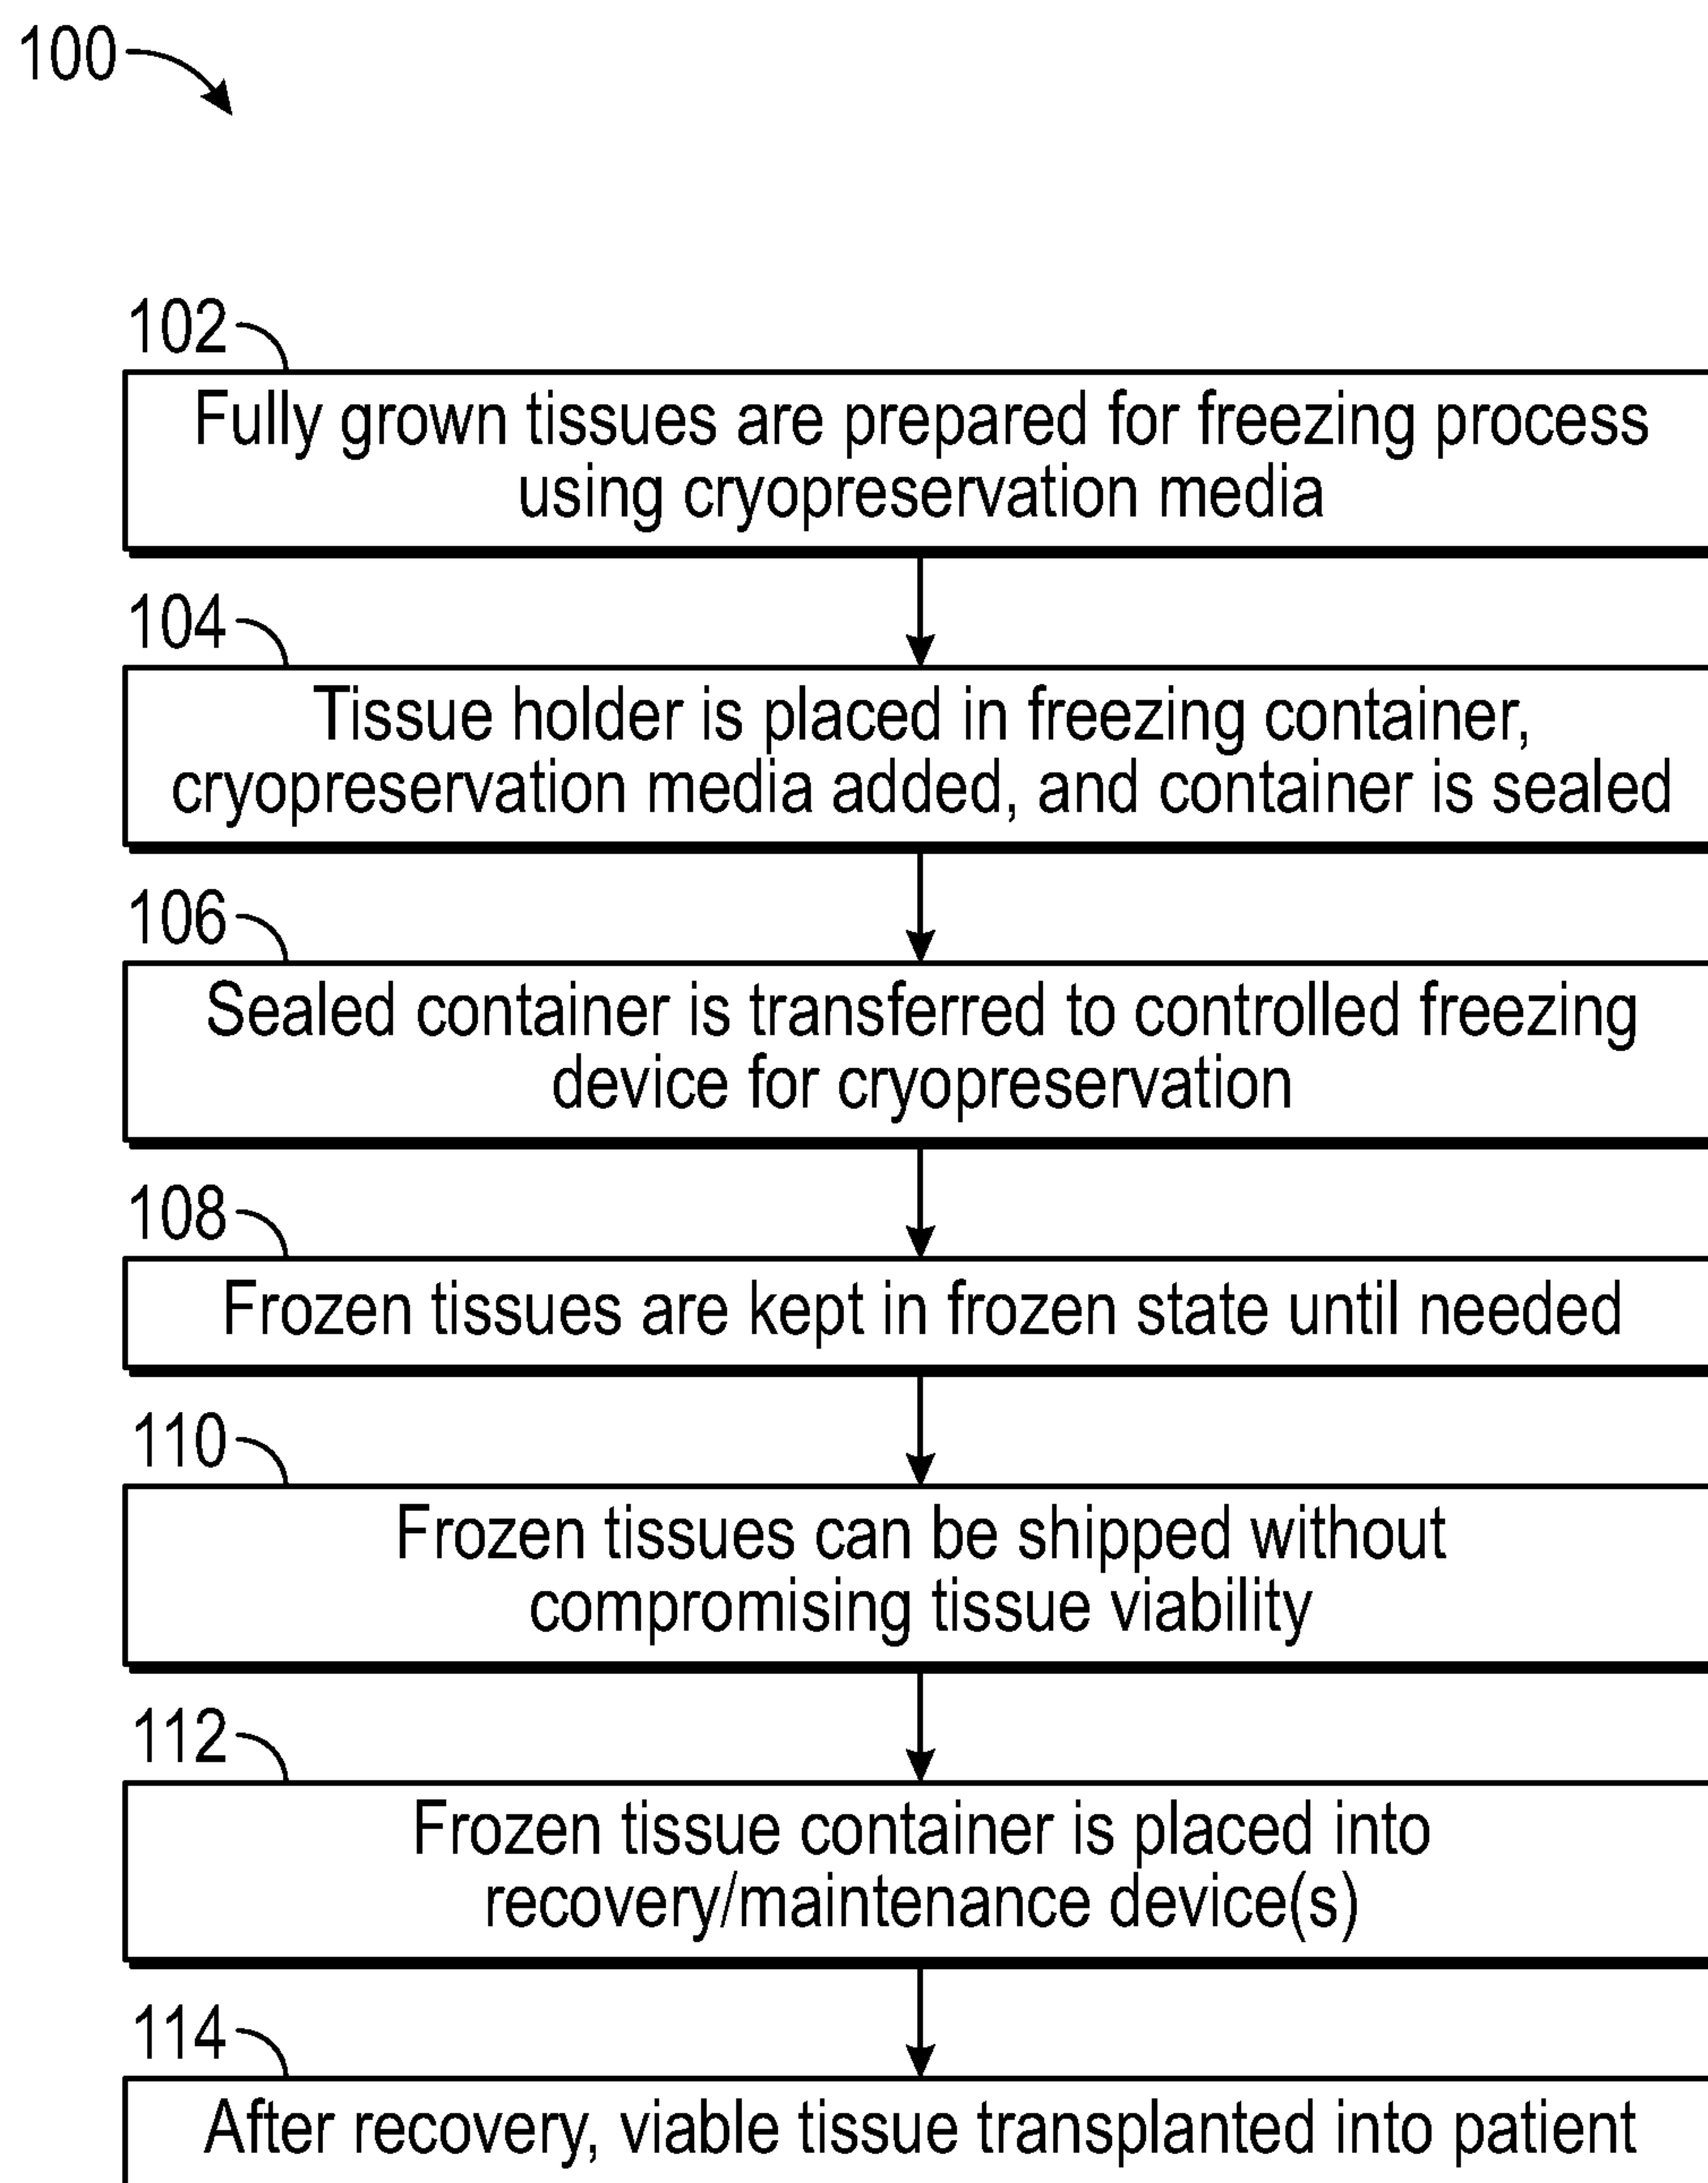 100
102
Fully grown tissues are prepared for freezing process
using cryopreservation media
104
Tissue holder is placed in freezing container,
cryopreservation media added, and container is sealed
106
Sealed container is transferred to controlled freezing
device for cryopreservation
108
Frozen tissues are kept in frozen state until needed
110
Frozen tissues can be shipped without
compromising tissue viability
112
Frozen tissue container is placed into
recovery/maintenance device(s)
114
After recovery, viable tissue transplanted into patient